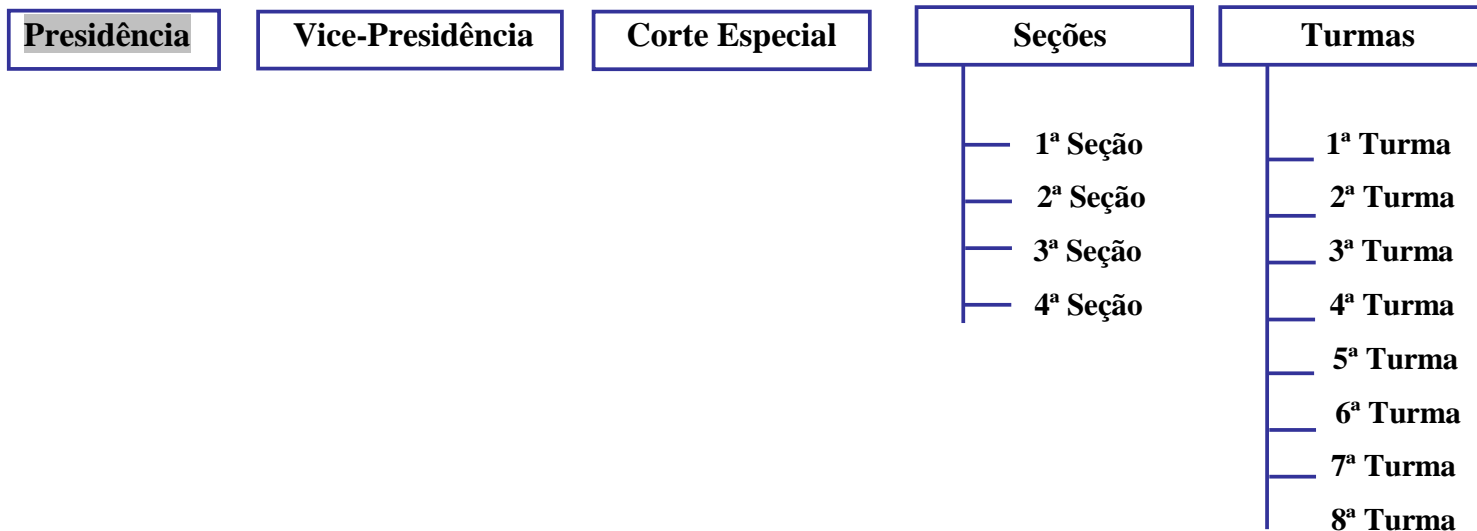 Presidência
Vice-Presidência
Corte Especial
Seções
Turmas
1ª Seção
2ª Seção
3ª Seção
4ª Seção
1ª Turma
2ª Turma
3ª Turma
4ª Turma
5ª Turma
6ª Turma
7ª Turma
8ª Turma